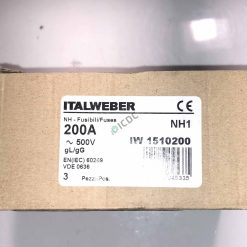 ITALWEBER CE
NH - Fusibili/Fuses
200A NH1
~ 500V IW 1510200
gL/gG
EN(IEC) 60269
VDE 0636
3 Pezzi Pcs.